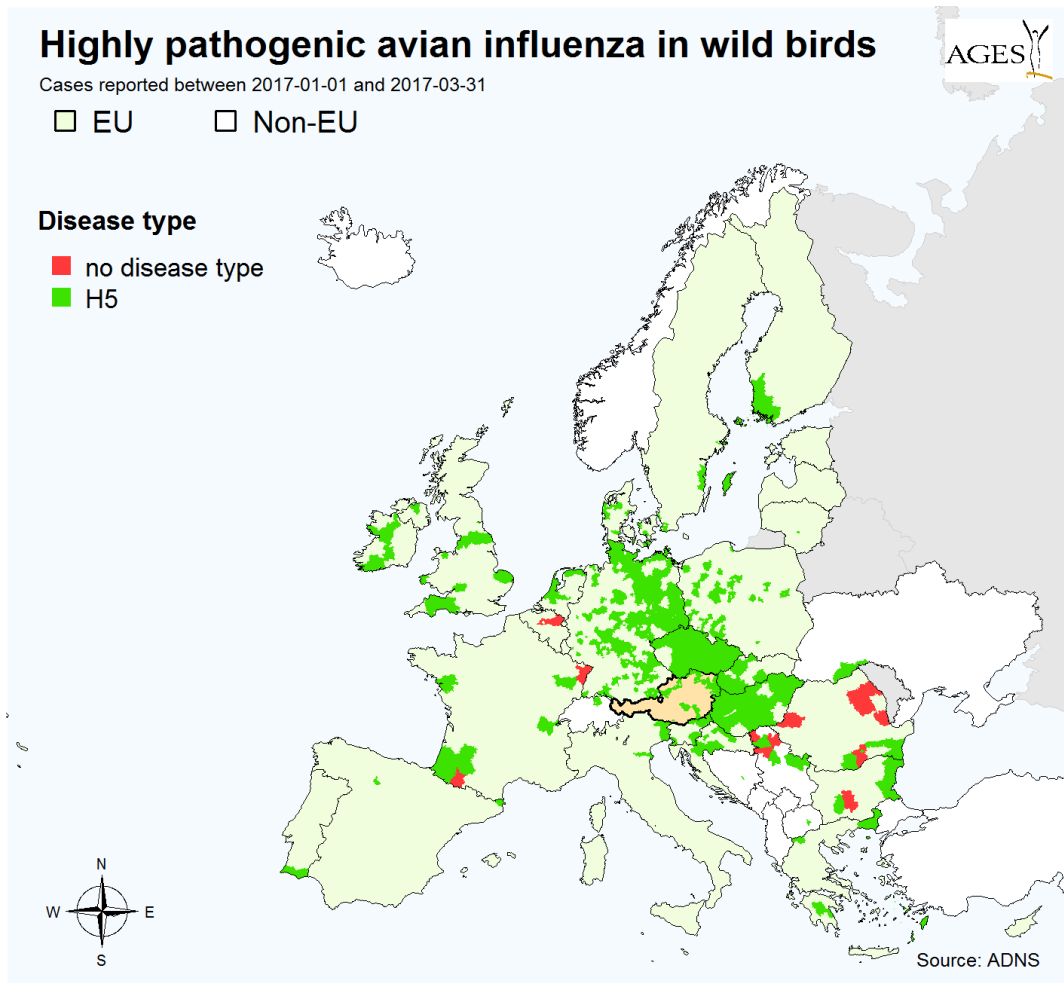 Highly pathogenic avian influenza in wild birds
AGES
Cases reported between 2017-01-01 and 2017-03-31
EU Non-EU
Disease type
no disease type
H5
N
W E
S
Source: ADNS